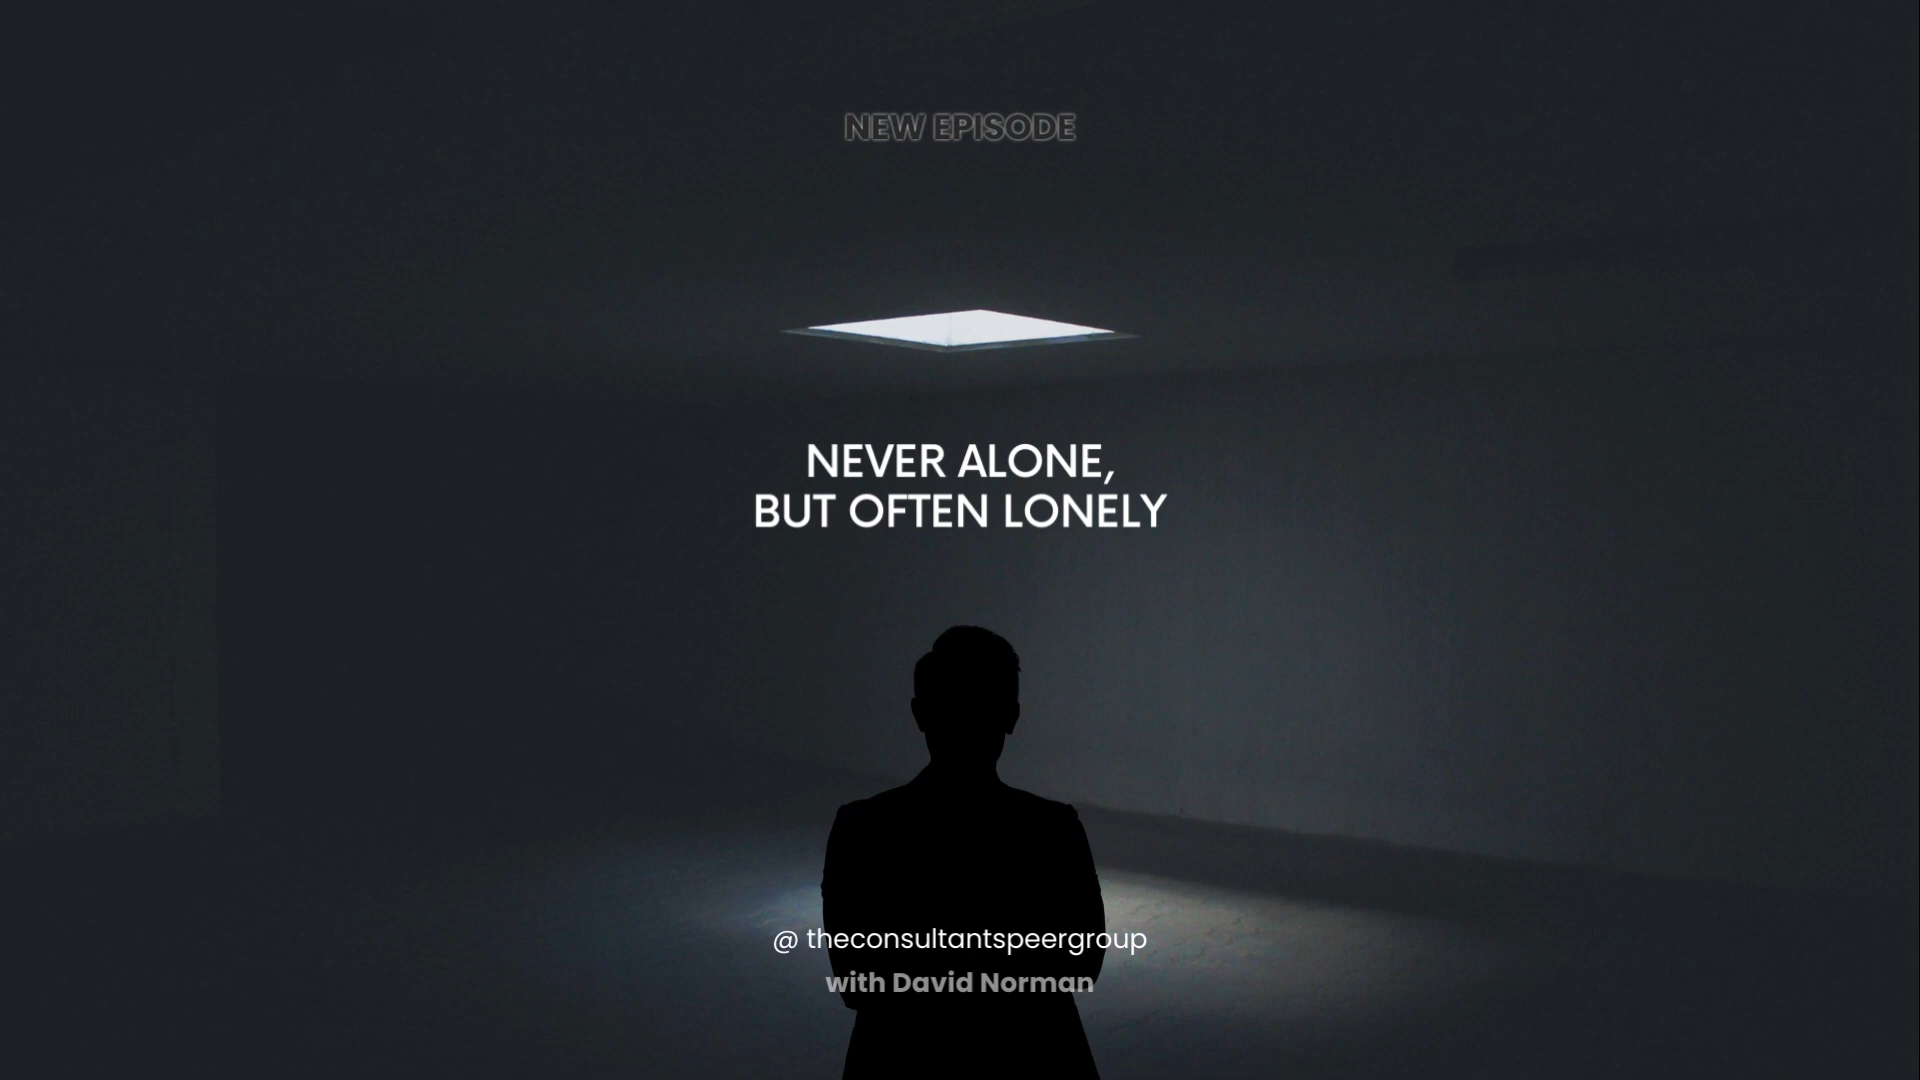 NEW EPISODE
NEVER ALONE,
BUT OFTEN LONELY
@ theconsultantspeergroup
with David Norman